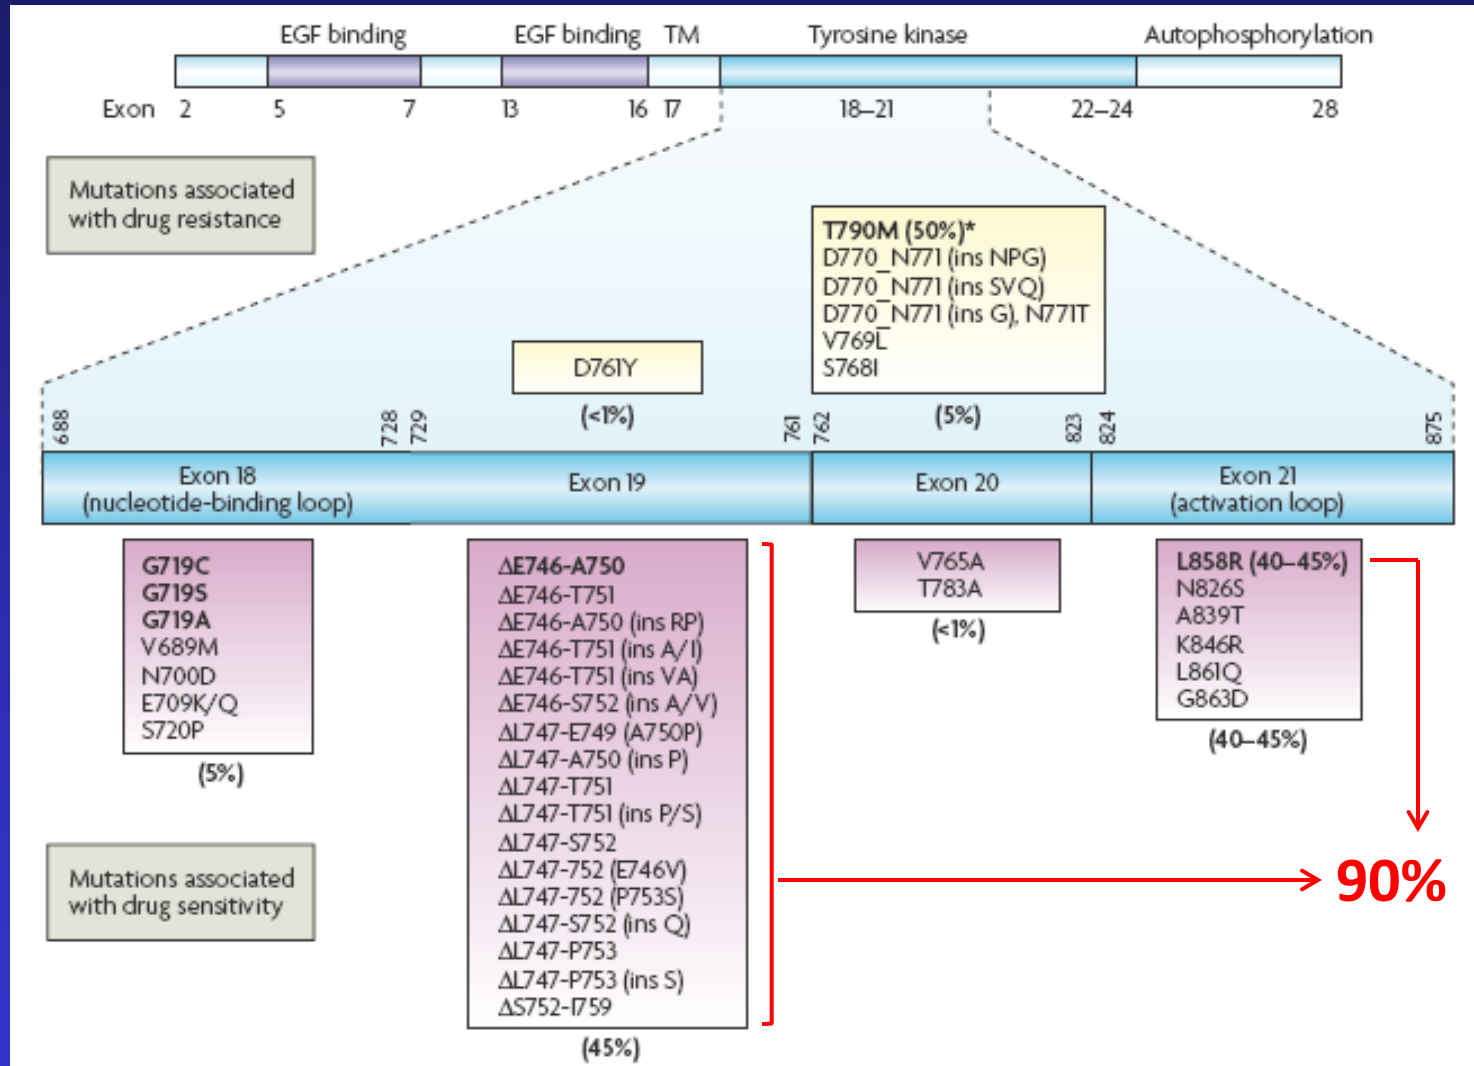 EGF binding EGF binding TM Tyrosine kinase Autophosphorylation
Exon 2 5 7 13 16 17 18–21 22–24 28
Mutations associated
with drug resistance
T790M (50%)*
D770_N771 (ins NPG)
D770_N771 (ins SVQ)
D770_N771 (ins G), N771T
V769L
S768I
(5%)
D761Y
(<1%)
688 728 729 761 762 823 824 875
Exon 18
(nucleotide-binding loop)
Exon 19
Exon 20
Exon 21
(activation loop)
G719C
G719S
G719A
V689M
N700D
E709K/Q
S720P
(5%)
ΔE746-A750
ΔE746-T751
ΔE746-A750 (ins RP)
ΔE746-T751 (ins A/I)
ΔE746-T751 (ins VA)
ΔE746-S752 (ins A/V)
ΔL747-E749 (A750P)
ΔL747-A750 (ins P)
ΔL747-T751
ΔL747-T751 (ins P/S)
ΔL747-S752
ΔL747-752 (E746V)
ΔL747-752 (P753S)
ΔL747-S752 (ins Q)
ΔL747-P753
ΔL747-P753 (ins S)
ΔS752-I759
(45%)
V765A
T783A
(<1%)
L858R (40–45%)
N826S
A839T
K846R
L861Q
G863D
(40–45%)
90%
Mutations associated
with drug sensitivity